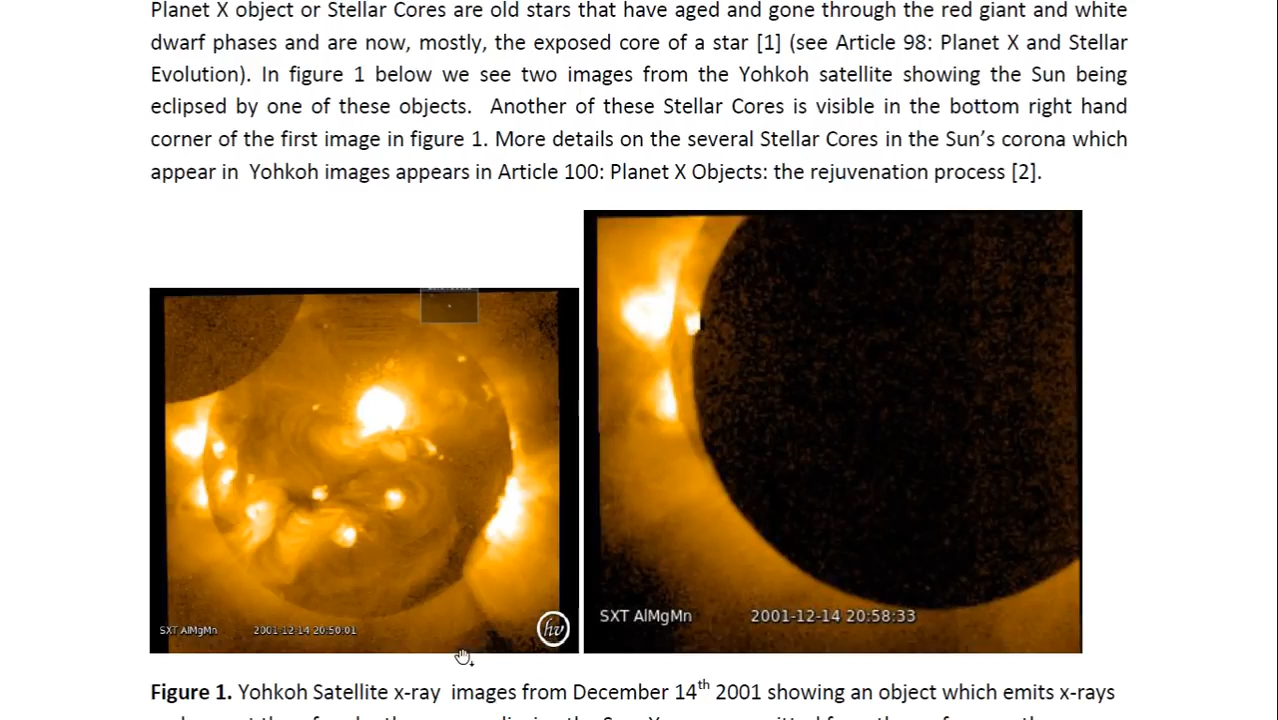 Planet X object or Stellar Cores are old stars that have aged and gone through the red giant and white
dwarf phases and are now, mostly, the exposed core of a star [1] (see Article 98: Planet X and Stellar
Evolution). In figure 1 below we see two images from the Yohkoh satellite showing the Sun being
eclipsed by one of these objects. Another of these Stellar Cores is visible in the bottom right hand
corner of the first image in figure 1. More details on the several Stellar Cores in the Sun’s corona which
appear in Yohkoh images appears in Article 100: Planet X Objects: the rejuvenation process [2].
SXT AlMgMn 2001-12-14 20:50:01
hv
SXT AlMgMn 2001-12-14 20:58:33
Figure 1. Yohkoh Satellite x-ray images from December 14th 2001 showing an object which emits x-rays